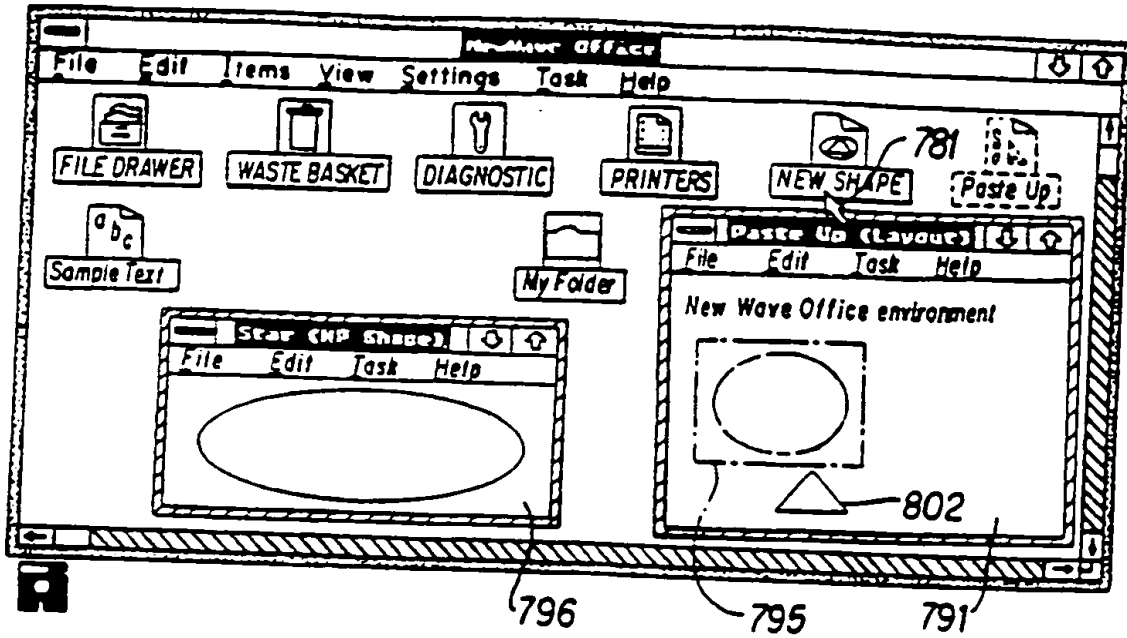 NewWave Office
File Edit Items View Settings Task Help
FILE DRAWER WASTE BASKET DIAGNOSTIC PRINTERS NEW SHAPE Paste Up
781
abc
Sample Text My Folder
Paste Up (Layout)
File Edit Task Help
New Wave Office environment
Star (HP Shape)
File Edit Task Help
802
796 795 791